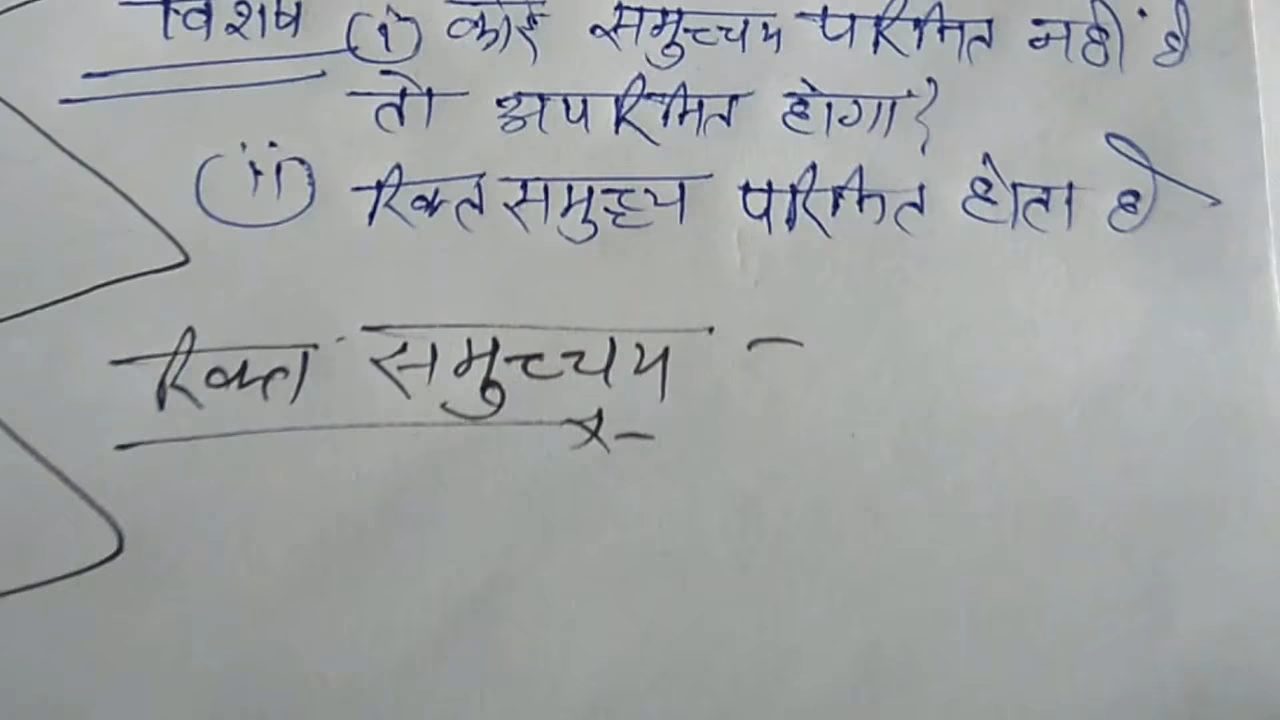 विशेष (i) कोई समुच्चय परिमित नहीं है
तो अपरिमित होगा?
(ii) रिक्त समुच्चय परिमित होता है
रिक्त समुच्चय -